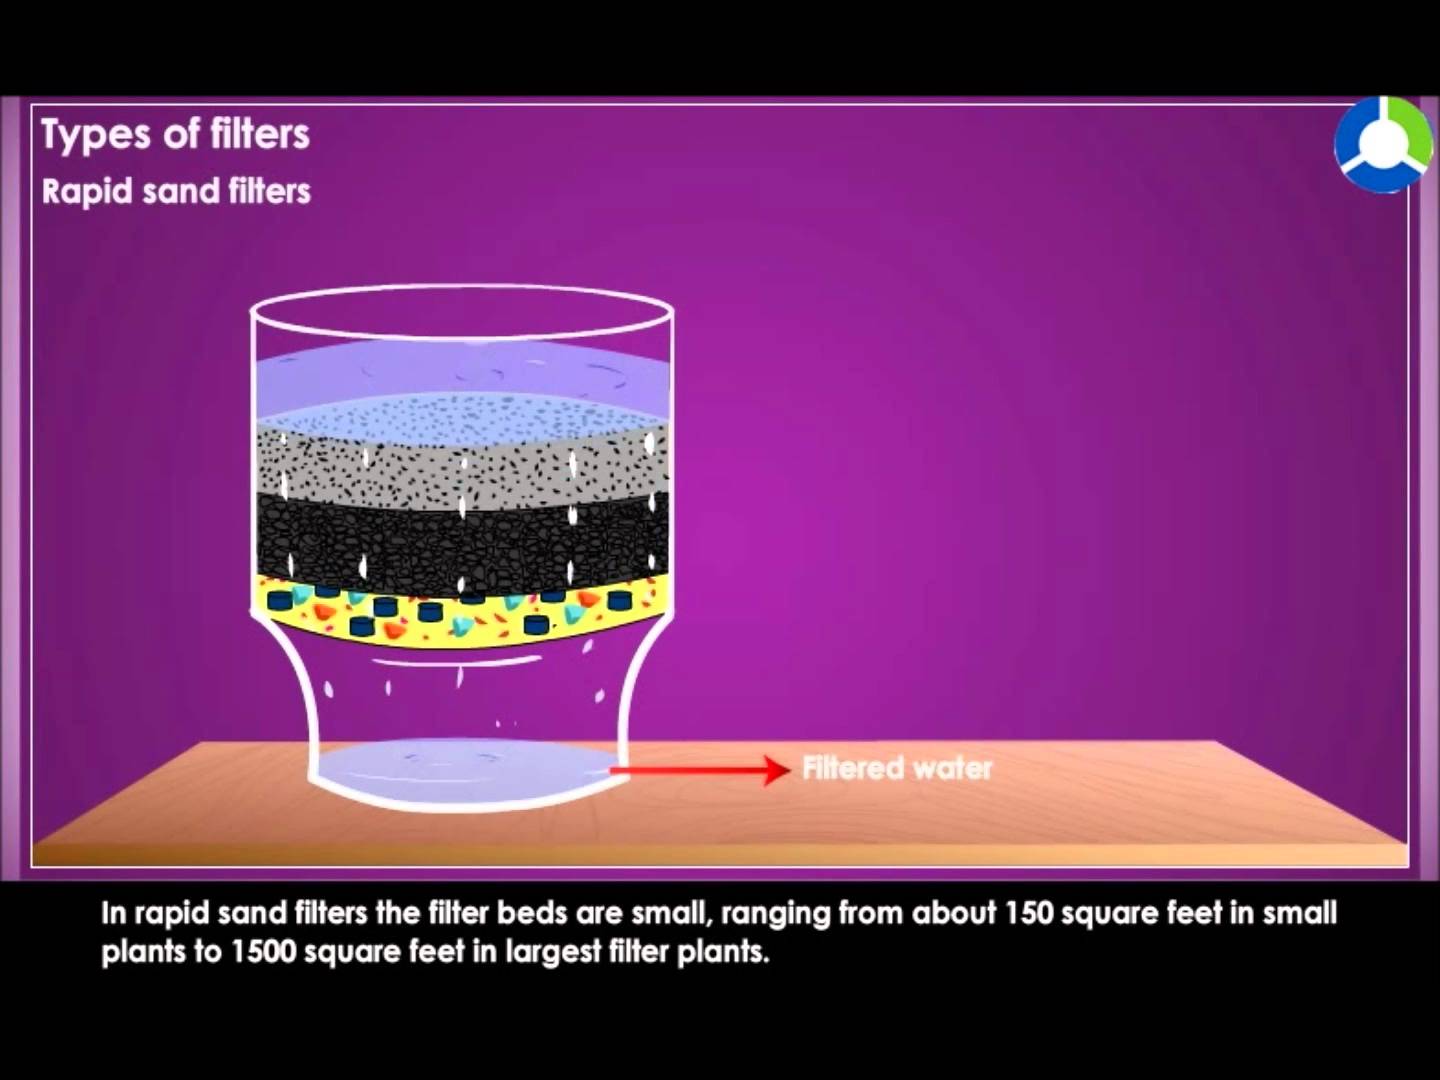 Types of filters
Rapid sand filters
Filtered water
In rapid sand filters the filter beds are small, ranging from about 150 square feet in small
plants to 1500 square feet in largest filter plants.